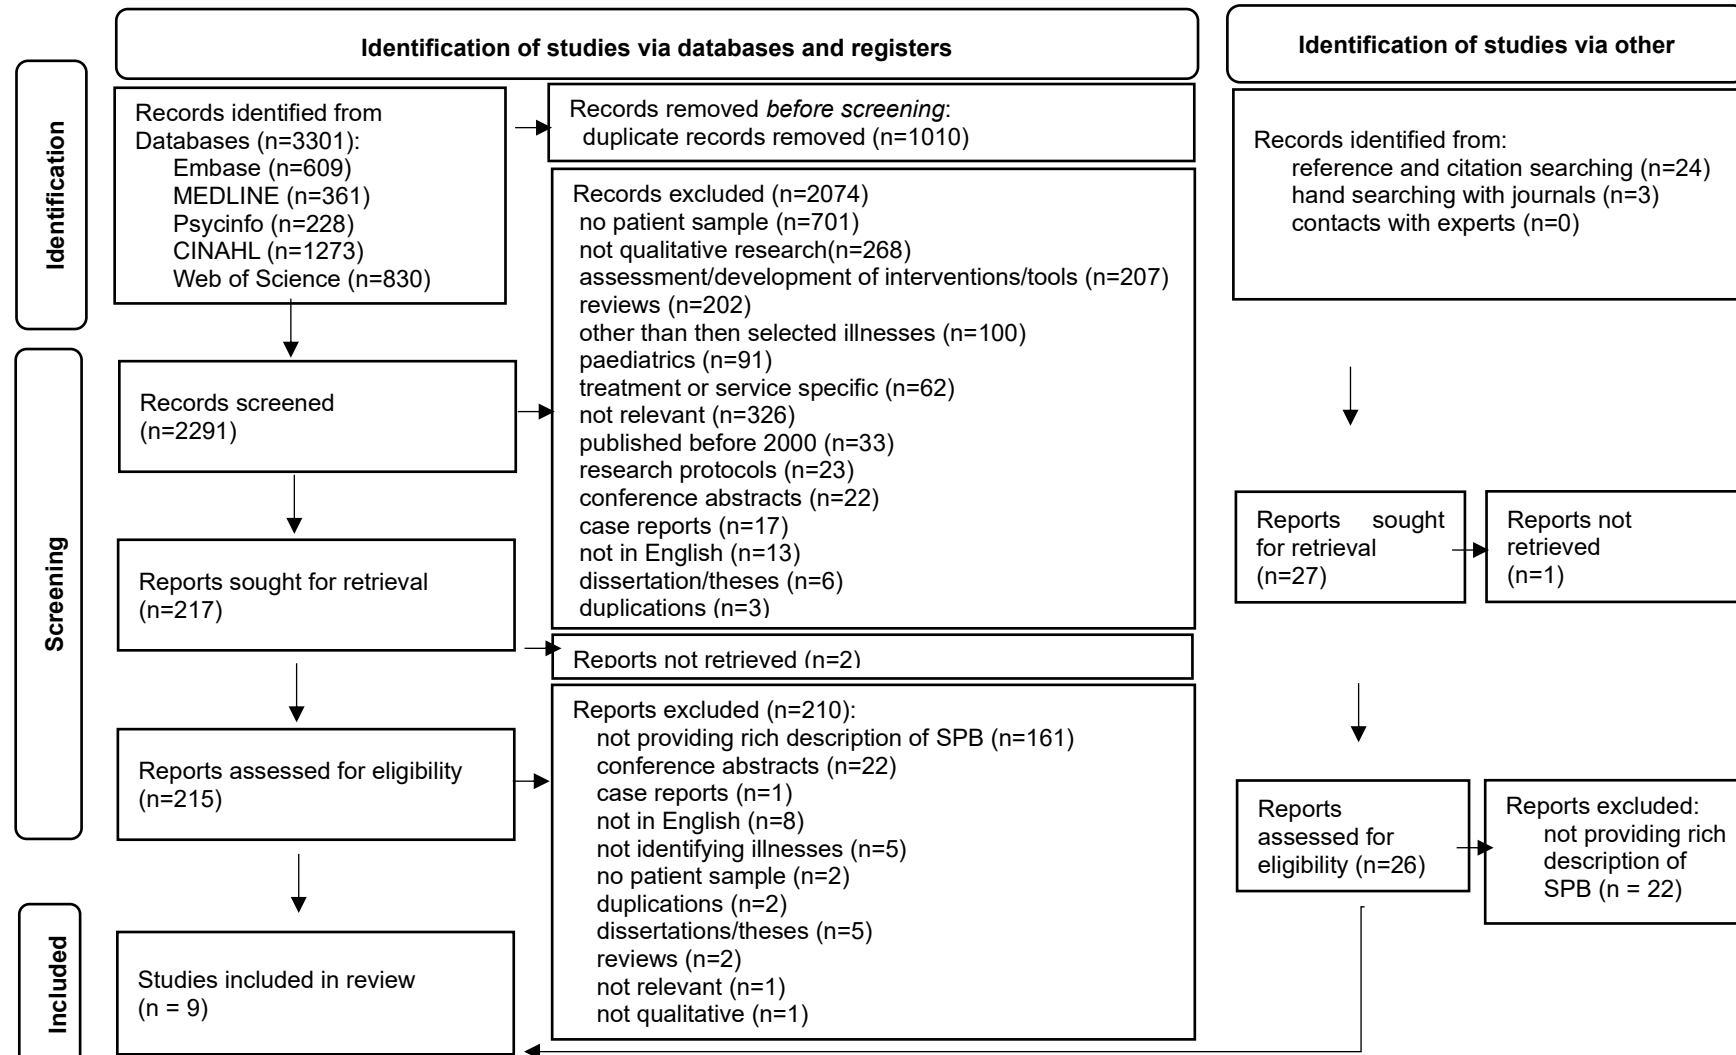 Identification of studies via databases and registers
Identification of studies via other
Identification
Records identified from
Databases (n=3301):
Embase (n=609)
MEDLINE (n=361)
Psycinfo (n=228)
CINAHL (n=1273)
Web of Science (n=830)
Records removed before screening:
duplicate records removed (n=1010)
Records identified from:
reference and citation searching (n=24)
hand searching with journals (n=3)
contacts with experts (n=0)
Screening
Records screened
(n=2291)
Records excluded (n=2074)
no patient sample (n=701)
not qualitative research(n=268)
assessment/development of interventions/tools (n=207)
reviews (n=202)
other than then selected illnesses (n=100)
paediatrics (n=91)
treatment or service specific (n=62)
not relevant (n=326)
published before 2000 (n=33)
research protocols (n=23)
conference abstracts (n=22)
case reports (n=17)
not in English (n=13)
dissertation/theses (n=6)
duplications (n=3)
Reports sought for retrieval
(n=217)
Reports not retrieved (n=2)
Reports sought
for retrieval
(n=27)
Reports not
retrieved
(n=1)
Reports assessed for eligibility
(n=215)
Reports excluded (n=210):
not providing rich description of SPB (n=161)
conference abstracts (n=22)
case reports (n=1)
not in English (n=8)
not identifying illnesses (n=5)
no patient sample (n=2)
duplications (n=2)
dissertations/theses (n=5)
reviews (n=2)
not relevant (n=1)
not qualitative (n=1)
Reports
assessed for
eligibility (n=26)
Reports excluded:
not providing rich
description of
SPB (n = 22)
Included
Studies included in review
(n = 9)